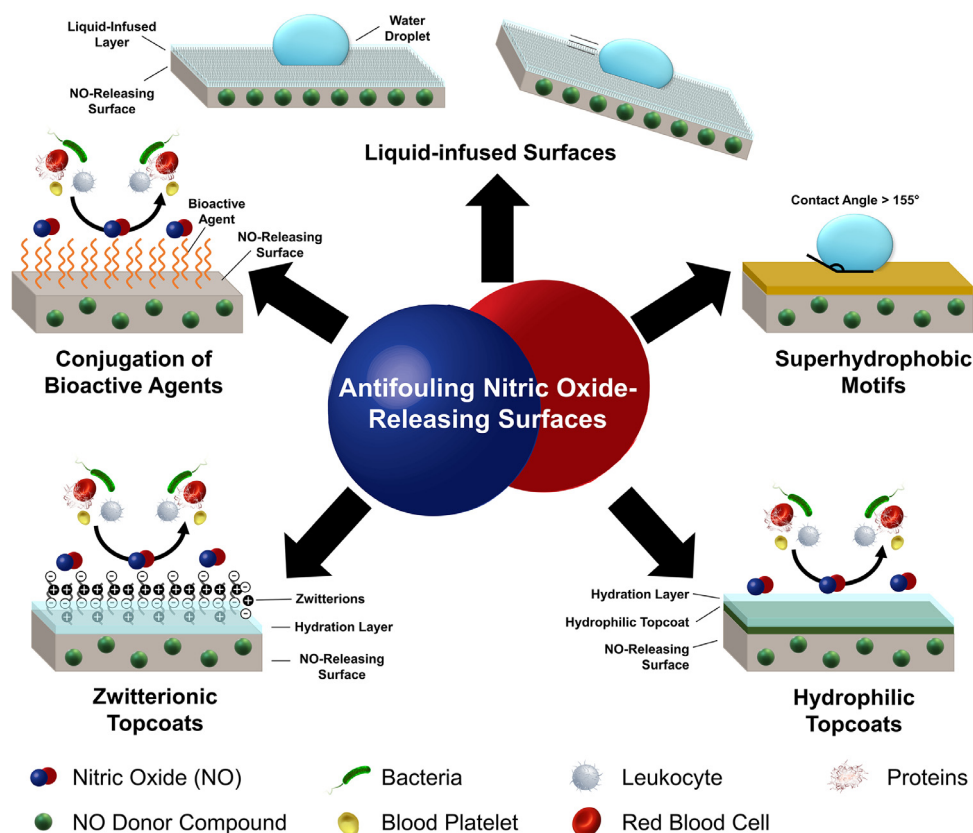 Liquid-Infused
Layer
Water
Droplet
NO-Releasing
Surface
Liquid-infused Surfaces
Bioactive
Agent
NO-Releasing
Surface
Conjugation of
Bioactive Agents
Contact Angle > 155°
Superhydrophobic
Motifs
Antifouling Nitric Oxide-
Releasing Surfaces
Zwitterions
Hydration Layer
NO-Releasing
Surface
Zwitterionic
Topcoats
Hydration Layer
Hydrophilic Topcoat
NO-Releasing
Surface
Hydrophilic
Topcoats
Nitric Oxide (NO)
Bacteria
Leukocyte
Proteins
NO Donor Compound
Blood Platelet
Red Blood Cell